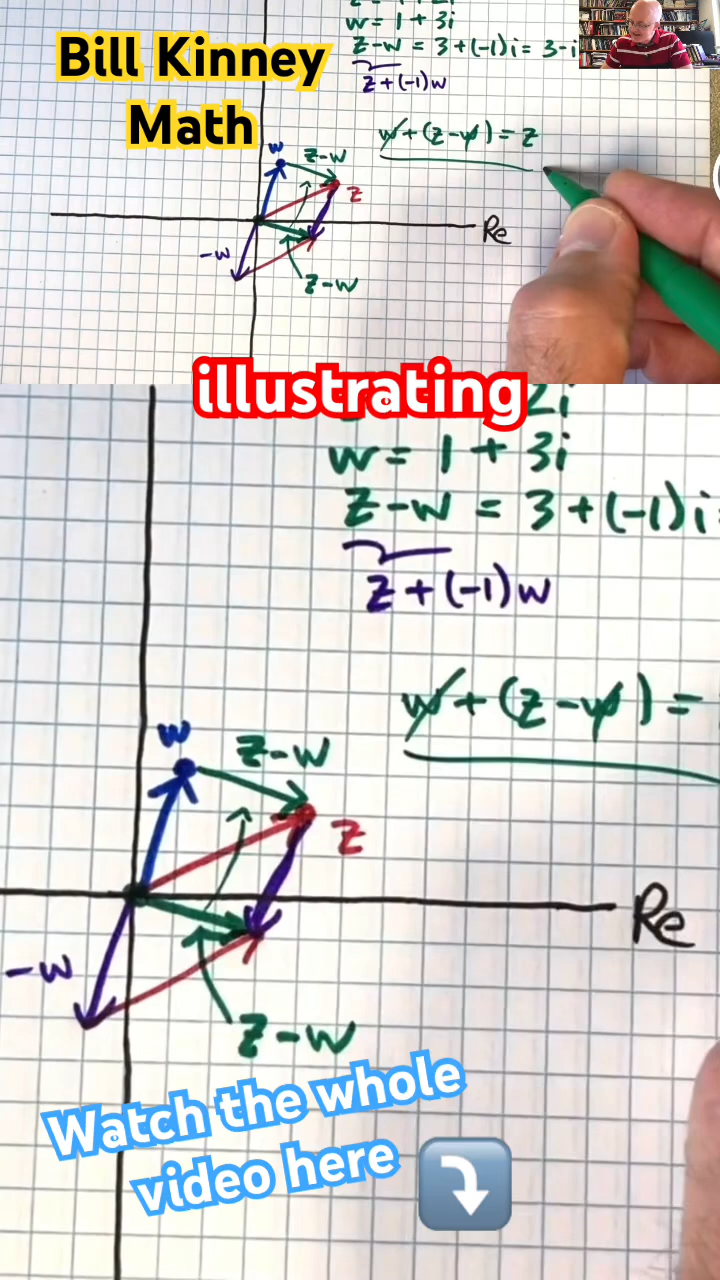 w = 1 + 3i
z-w = 3 + (-1)i = 3-i
z+(-1)w
Bill Kinney
Math
w+(z-w) = z
w
z-w
z
Re
-w
z-w
illustrating
2i
w = 1 + 3i
z-w = 3 + (-1)i
z+(-1)w
w+(z-w) =
w
z-w
z
Re
-w
z-w
Watch the whole
video here